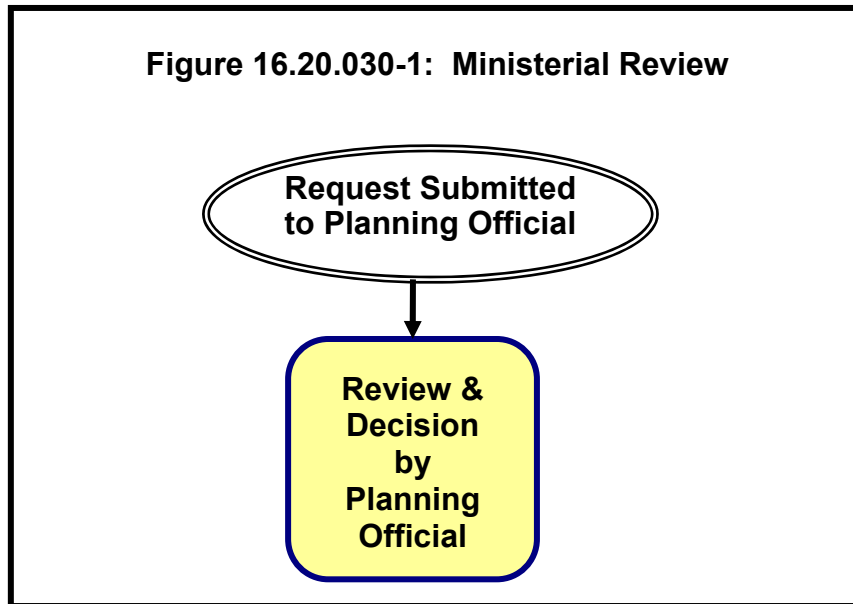 Figure 16.20.030-1:  Ministerial Review
Request Submitted
to Planning Official
Review &
Decision
by
Planning
Official